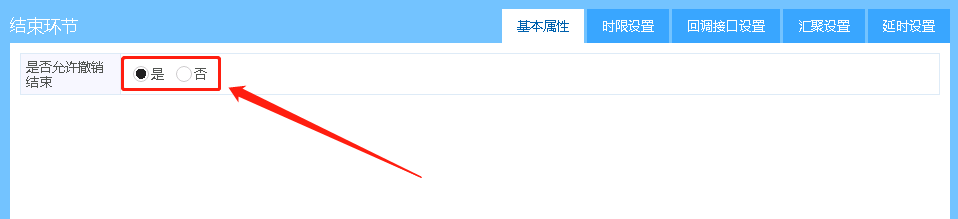 结束环节
基本属性 时限设置 回调接口设置 汇聚设置 延时设置
是否允许撤销
结束
是 否